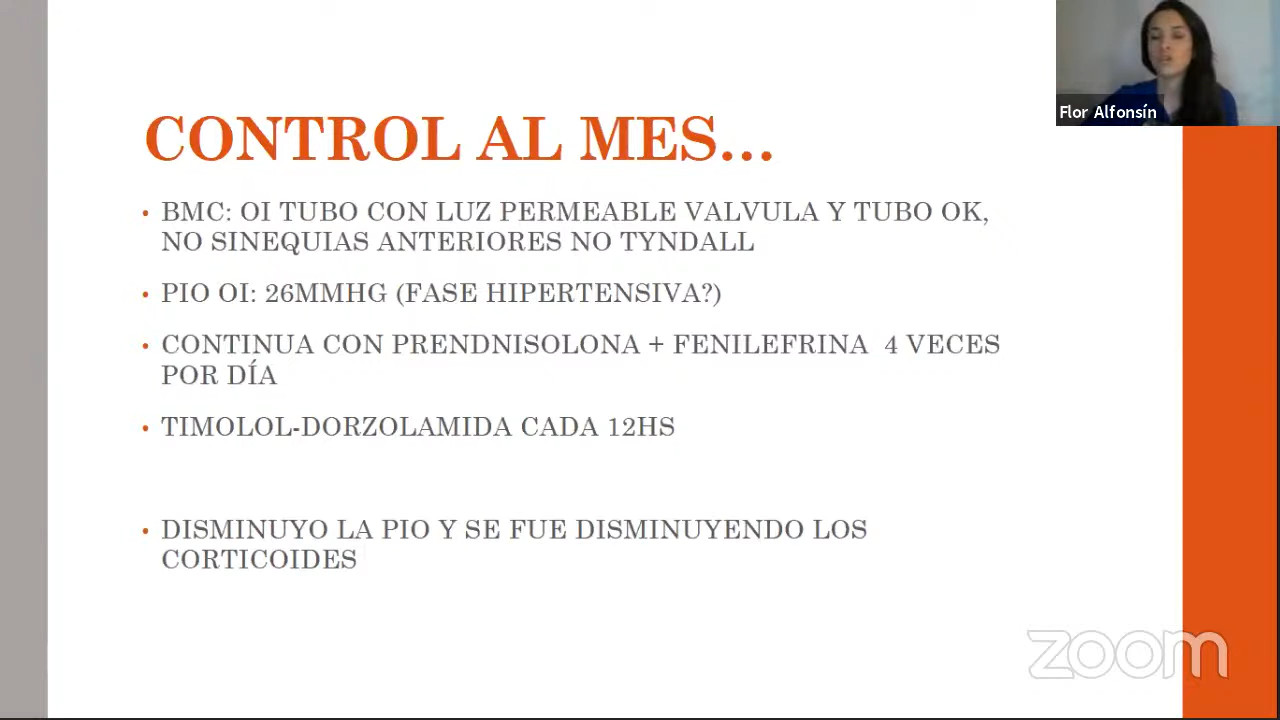 CONTROL AL MES...
• BMC: OI TUBO CON LUZ PERMEABLE VALVULA Y TUBO OK,
NO SINEQUIAS ANTERIORES NO TYNDALL
• PIO OI: 26MMHG (FASE HIPERTENSIVA?)
• CONTINUA CON PRENDNISOLONA + FENILEFRINA 4 VECES
POR DÍA
• TIMOLOL-DORZOLAMIDA CADA 12HS
• DISMINUYO LA PIO Y SE FUE DISMINUYENDO LOS
CORTICOIDES
Flor Alfonsín
zoom